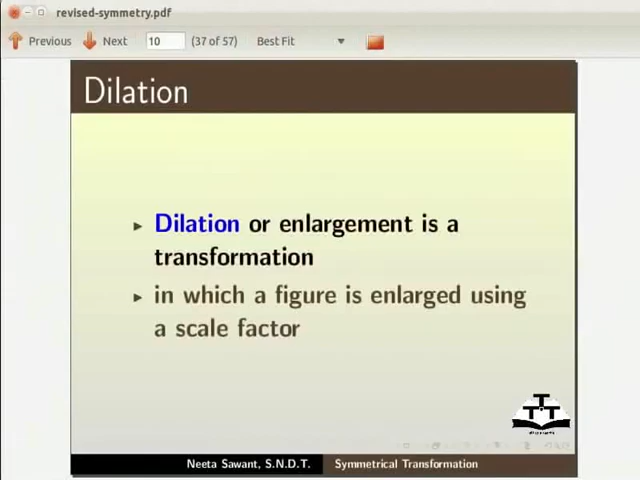 revised-symmetry.pdf
Previous Next 10 (37 of 57) Best Fit
Dilation
Dilation or enlargement is a
transformation
in which a figure is enlarged using
a scale factor
Neeta Sawant, S.N.D.T. Symmetrical Transformation